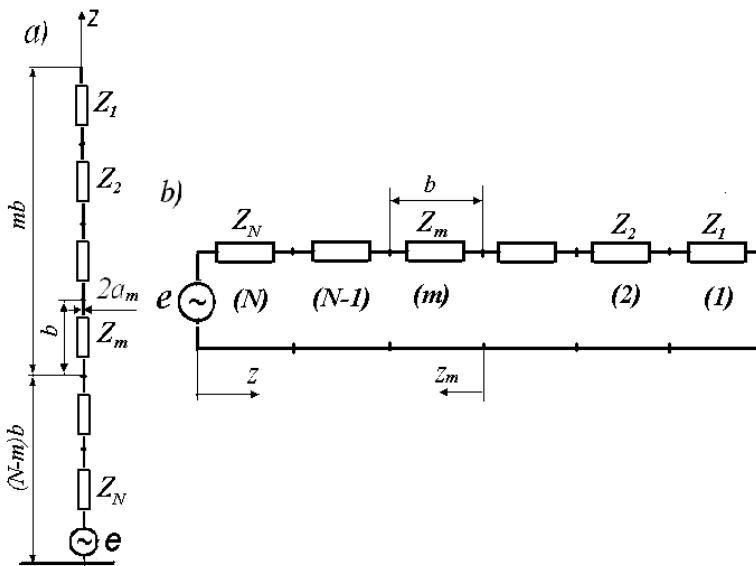 a)
z
Z1
Z2
mb
2am
b
Zm
(N-m)b
ZN
e
b)
b
ZN Zm Z2 Z1
e (N) (N-1) (m) (2) (1)
z zm